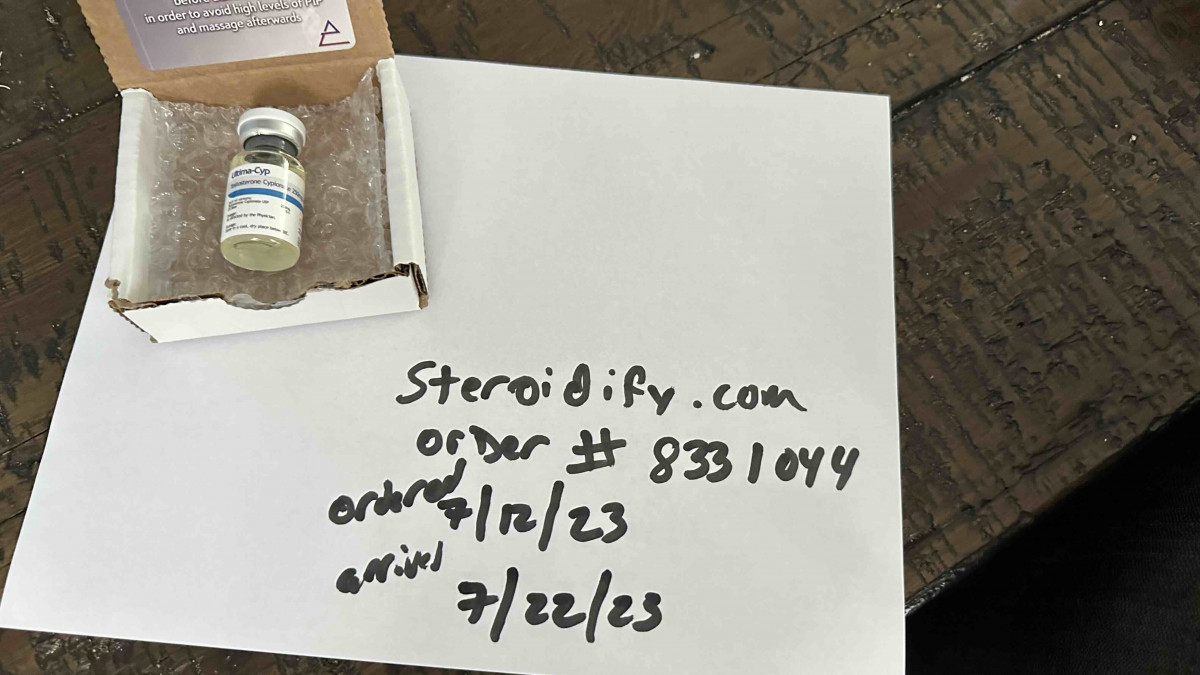 in order to avoid high levels of PIP
and massage afterwards
Ultima-Cyp
Testosterone Cypionate
Steroidify.com
order # 8331044
ordered
7/12/23
arrived
7/22/23